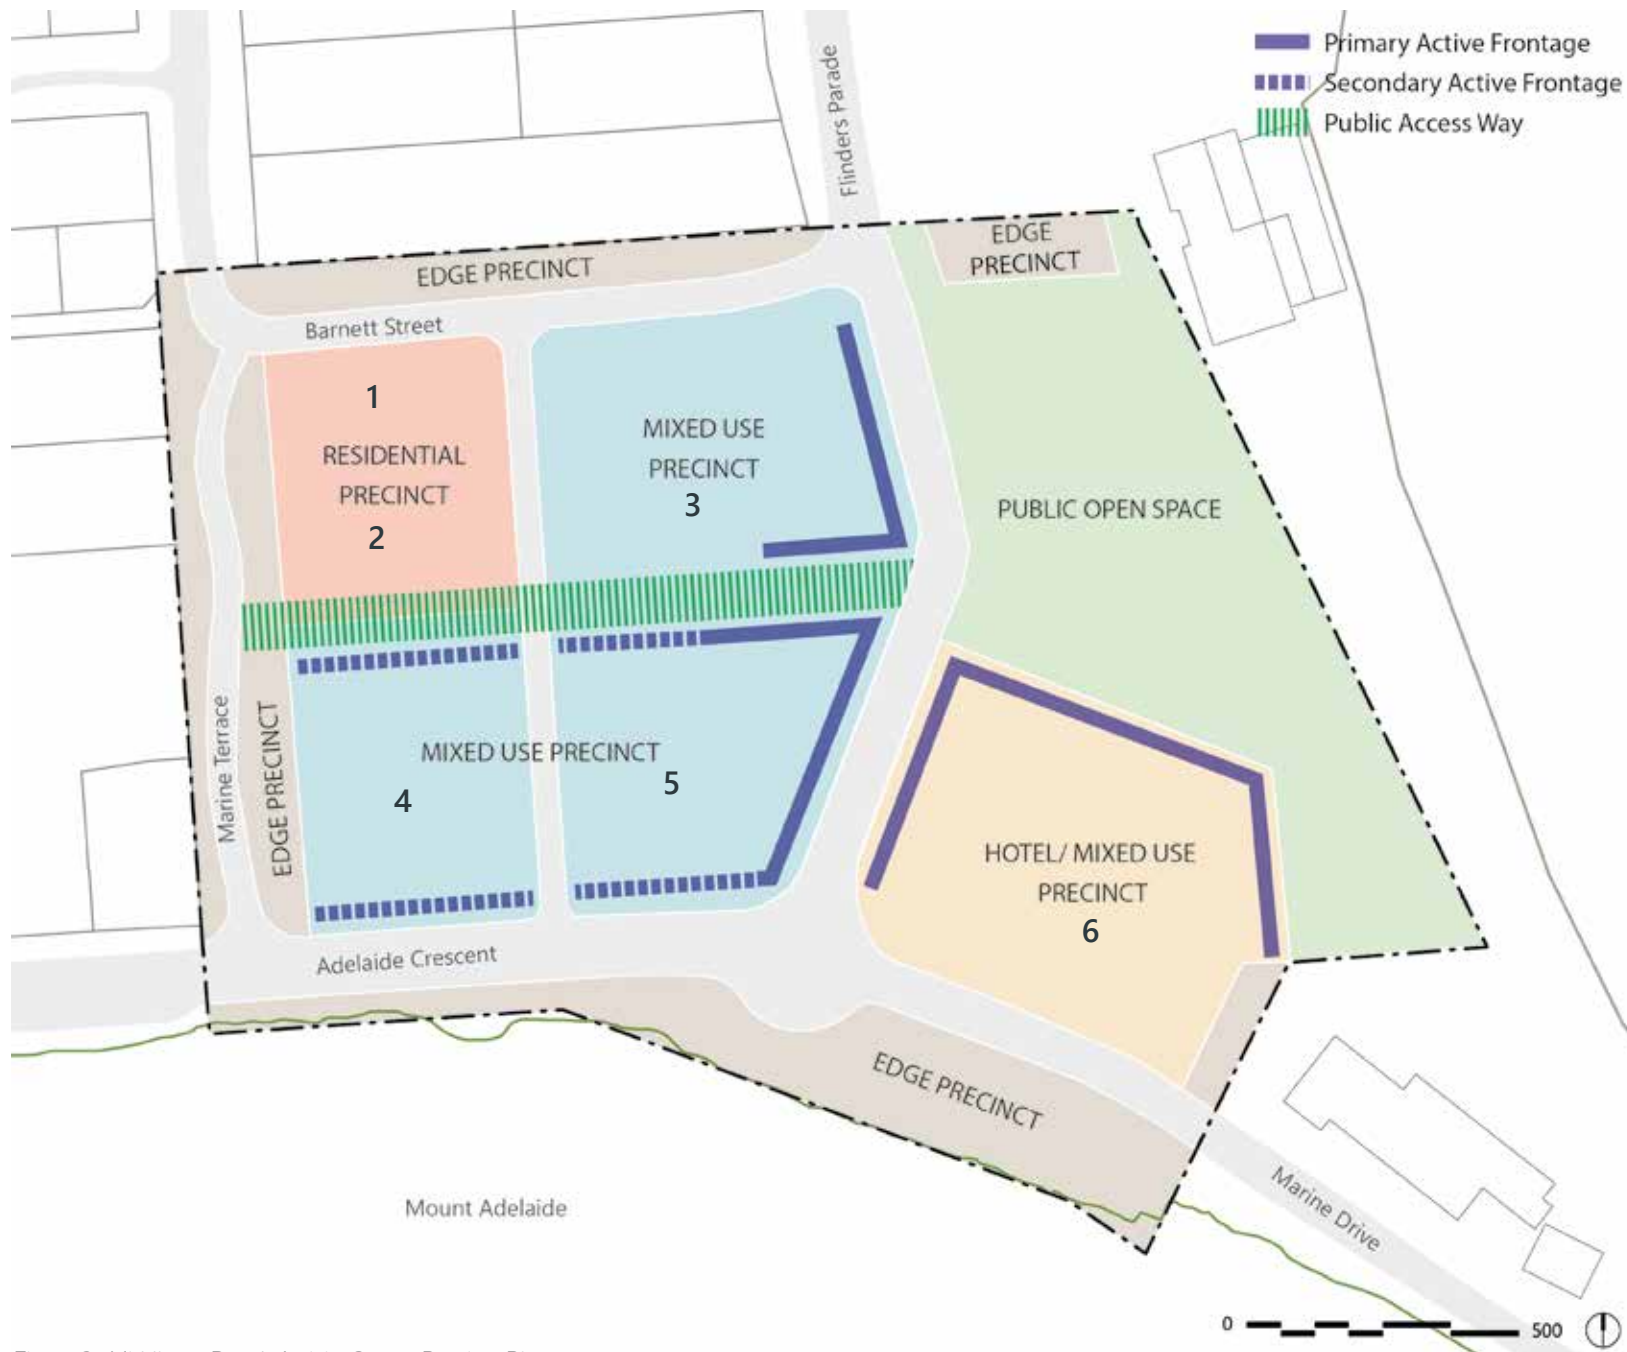 Primary Active Frontage
Secondary Active Frontage
Public Access Way
Flinders Parade
EDGE PRECINCT
EDGE
PRECINCT
Barnett Street
1
RESIDENTIAL
PRECINCT
2
MIXED USE
PRECINCT
3
PUBLIC OPEN SPACE
Marine Terrace
EDGE PRECINCT
MIXED USE PRECINCT
4
5
HOTEL/ MIXED USE
PRECINCT
6
Adelaide Crescent
EDGE PRECINCT
Marine Drive
Mount Adelaide
0
500